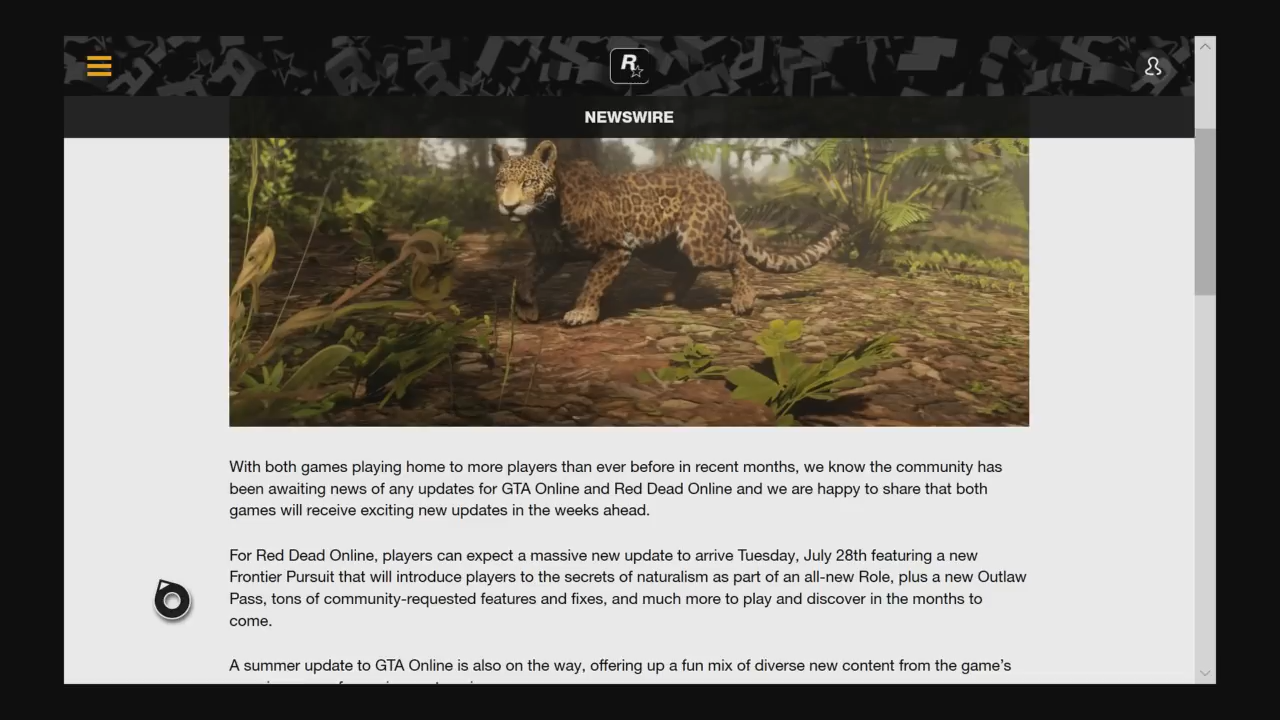 R
NEWSWIRE
With both games playing home to more players than ever before in recent months, we know the community has
been awaiting news of any updates for GTA Online and Red Dead Online and we are happy to share that both
games will receive exciting new updates in the weeks ahead.
For Red Dead Online, players can expect a massive new update to arrive Tuesday, July 28th featuring a new
Frontier Pursuit that will introduce players to the secrets of naturalism as part of an all-new Role, plus a new Outlaw
Pass, tons of community-requested features and fixes, and much more to play and discover in the months to
come.
A summer update to GTA Online is also on the way, offering up a fun mix of diverse new content from the game’s